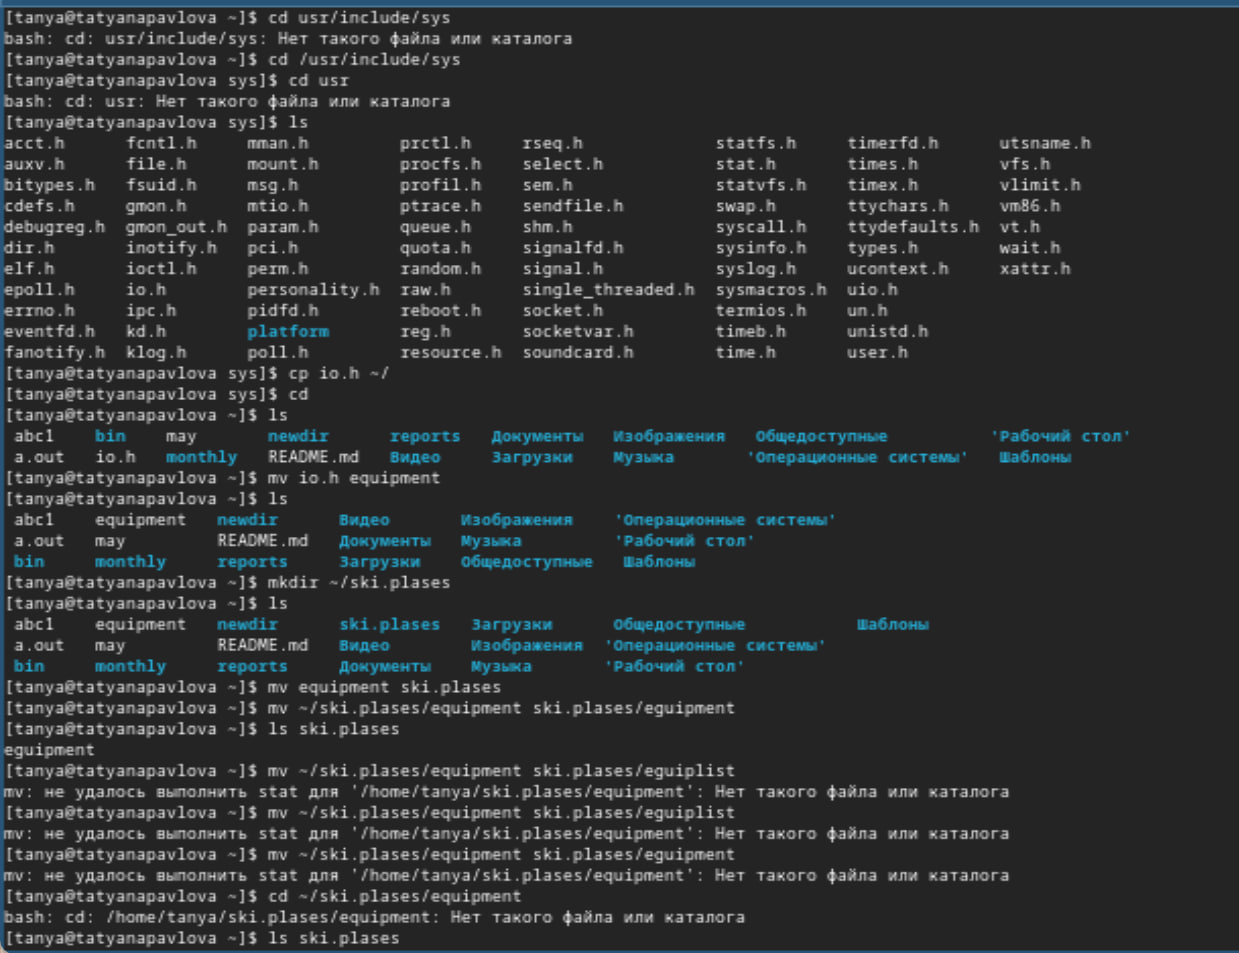 [tanya@tatyanapavlova ~]$ cd usr/include/sys
bash: cd: usr/include/sys: Нет такого файла или каталога
[tanya@tatyanapavlova ~]$ cd /usr/include/sys
[tanya@tatyanapavlova sys]$ cd usr
bash: cd: usr: Нет такого файла или каталога
[tanya@tatyanapavlova sys]$ ls
acct.h fcntl.h mman.h prctl.h rseq.h statfs.h timerfd.h utsname.h
auxv.h file.h mount.h procfs.h select.h stat.h times.h vfs.h
bitypes.h fsuid.h msg.h profil.h sem.h statvfs.h timex.h vlimit.h
cdefs.h gmon.h mtio.h ptrace.h sendfile.h swap.h ttychars.h vm86.h
debugreg.h gmon_out.h param.h queue.h shm.h syscall.h ttydefaults.h vt.h
dir.h inotify.h pci.h quota.h signalfd.h sysinfo.h types.h wait.h
elf.h ioctl.h perm.h random.h signal.h syslog.h ucontext.h xattr.h
epoll.h io.h personality.h raw.h single_threaded.h sysmacros.h uio.h
errno.h ipc.h pidfd.h reboot.h socket.h termios.h un.h
eventfd.h kd.h platform reg.h socketvar.h timeb.h unistd.h
fanotify.h klog.h poll.h resource.h soundcard.h time.h user.h
[tanya@tatyanapavlova sys]$ cp io.h ~/
[tanya@tatyanapavlova sys]$ cd
[tanya@tatyanapavlova ~]$ ls
abc1 bin may newdir reports Документы Изображения Общедоступные 'Рабочий стол'
a.out io.h monthly README.md Видео Загрузки Музыка 'Операционные системы' Шаблоны
[tanya@tatyanapavlova ~]$ mv io.h equipment
[tanya@tatyanapavlova ~]$ ls
abc1 equipment newdir Видео Изображения 'Операционные системы'
a.out may README.md Документы Музыка 'Рабочий стол'
bin monthly reports Загрузки Общедоступные Шаблоны
[tanya@tatyanapavlova ~]$ mkdir ~/ski.plases
[tanya@tatyanapavlova ~]$ ls
abc1 equipment newdir ski.plases Загрузки Общедоступные Шаблоны
a.out may README.md Видео Изображения 'Операционные системы'
bin monthly reports Документы Музыка 'Рабочий стол'
[tanya@tatyanapavlova ~]$ mv equipment ski.plases
[tanya@tatyanapavlova ~]$ mv ~/ski.plases/equipment ski.plases/eguipment
[tanya@tatyanapavlova ~]$ ls ski.plases
eguipment
[tanya@tatyanapavlova ~]$ mv ~/ski.plases/equipment ski.plases/eguiplist
mv: не удалось выполнить stat для '/home/tanya/ski.plases/equipment': Нет такого файла или каталога
[tanya@tatyanapavlova ~]$ mv ~/ski.plases/equipment ski.plases/eguiplist
mv: не удалось выполнить stat для '/home/tanya/ski.plases/equipment': Нет такого файла или каталога
[tanya@tatyanapavlova ~]$ mv ~/ski.plases/equipment ski.plases/eguipment
mv: не удалось выполнить stat для '/home/tanya/ski.plases/equipment': Нет такого файла или каталога
[tanya@tatyanapavlova ~]$ cd ~/ski.plases/equipment
bash: cd: /home/tanya/ski.plases/equipment: Нет такого файла или каталога
[tanya@tatyanapavlova ~]$ ls ski.plases